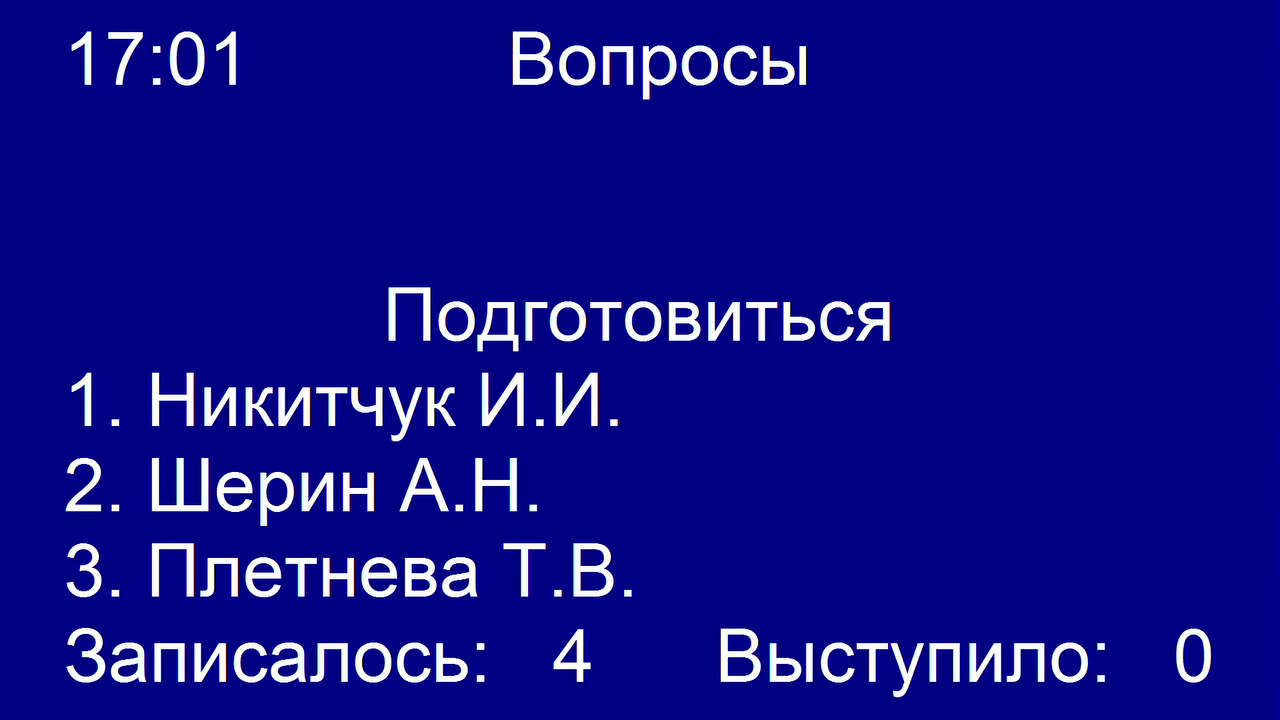 17:01 Вопросы
Подготовиться
1. Никитчук И.И.
2. Шерин А.Н.
3. Плетнева Т.В.
Записалось: 4 Выступило: 0